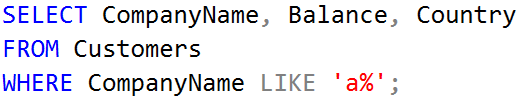 SELECT CompanyName, Balance, Country
FROM Customers
WHERE CompanyName LIKE 'a%';